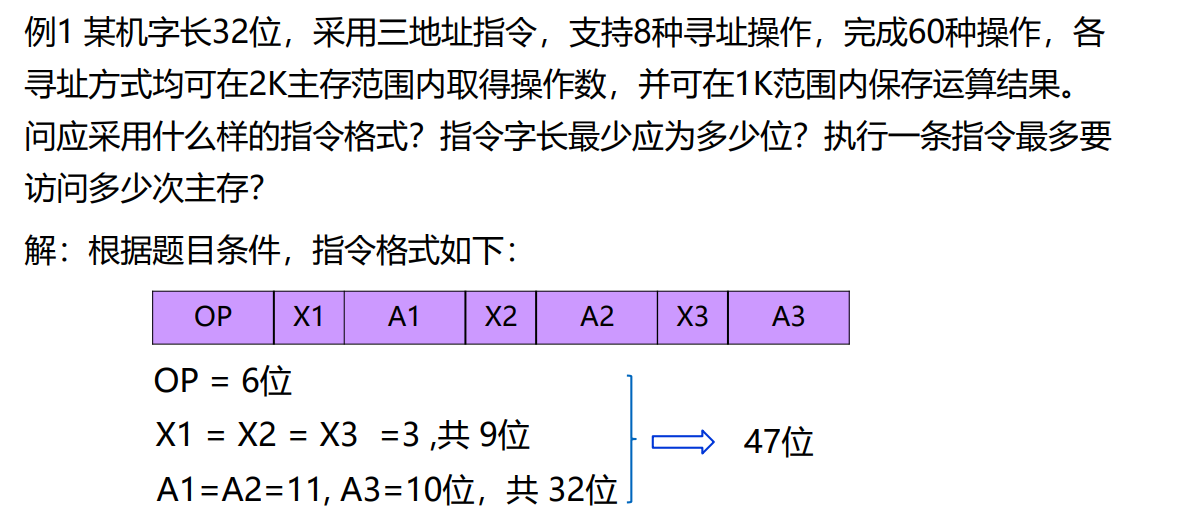 例1 某机字长32位，采用三地址指令，支持8种寻址操作，完成60种操作，各
寻址方式均可在2K主存范围内取得操作数，并可在1K范围内保存运算结果。
问应采用什么样的指令格式？指令字长最少应为多少位？执行一条指令最多要
访问多少次主存？
解：根据题目条件，指令格式如下：
OP X1 A1 X2 A2 X3 A3
OP = 6位
X1 = X2 = X3 =3 ,共 9位
47位
A1=A2=11, A3=10位，共 32位